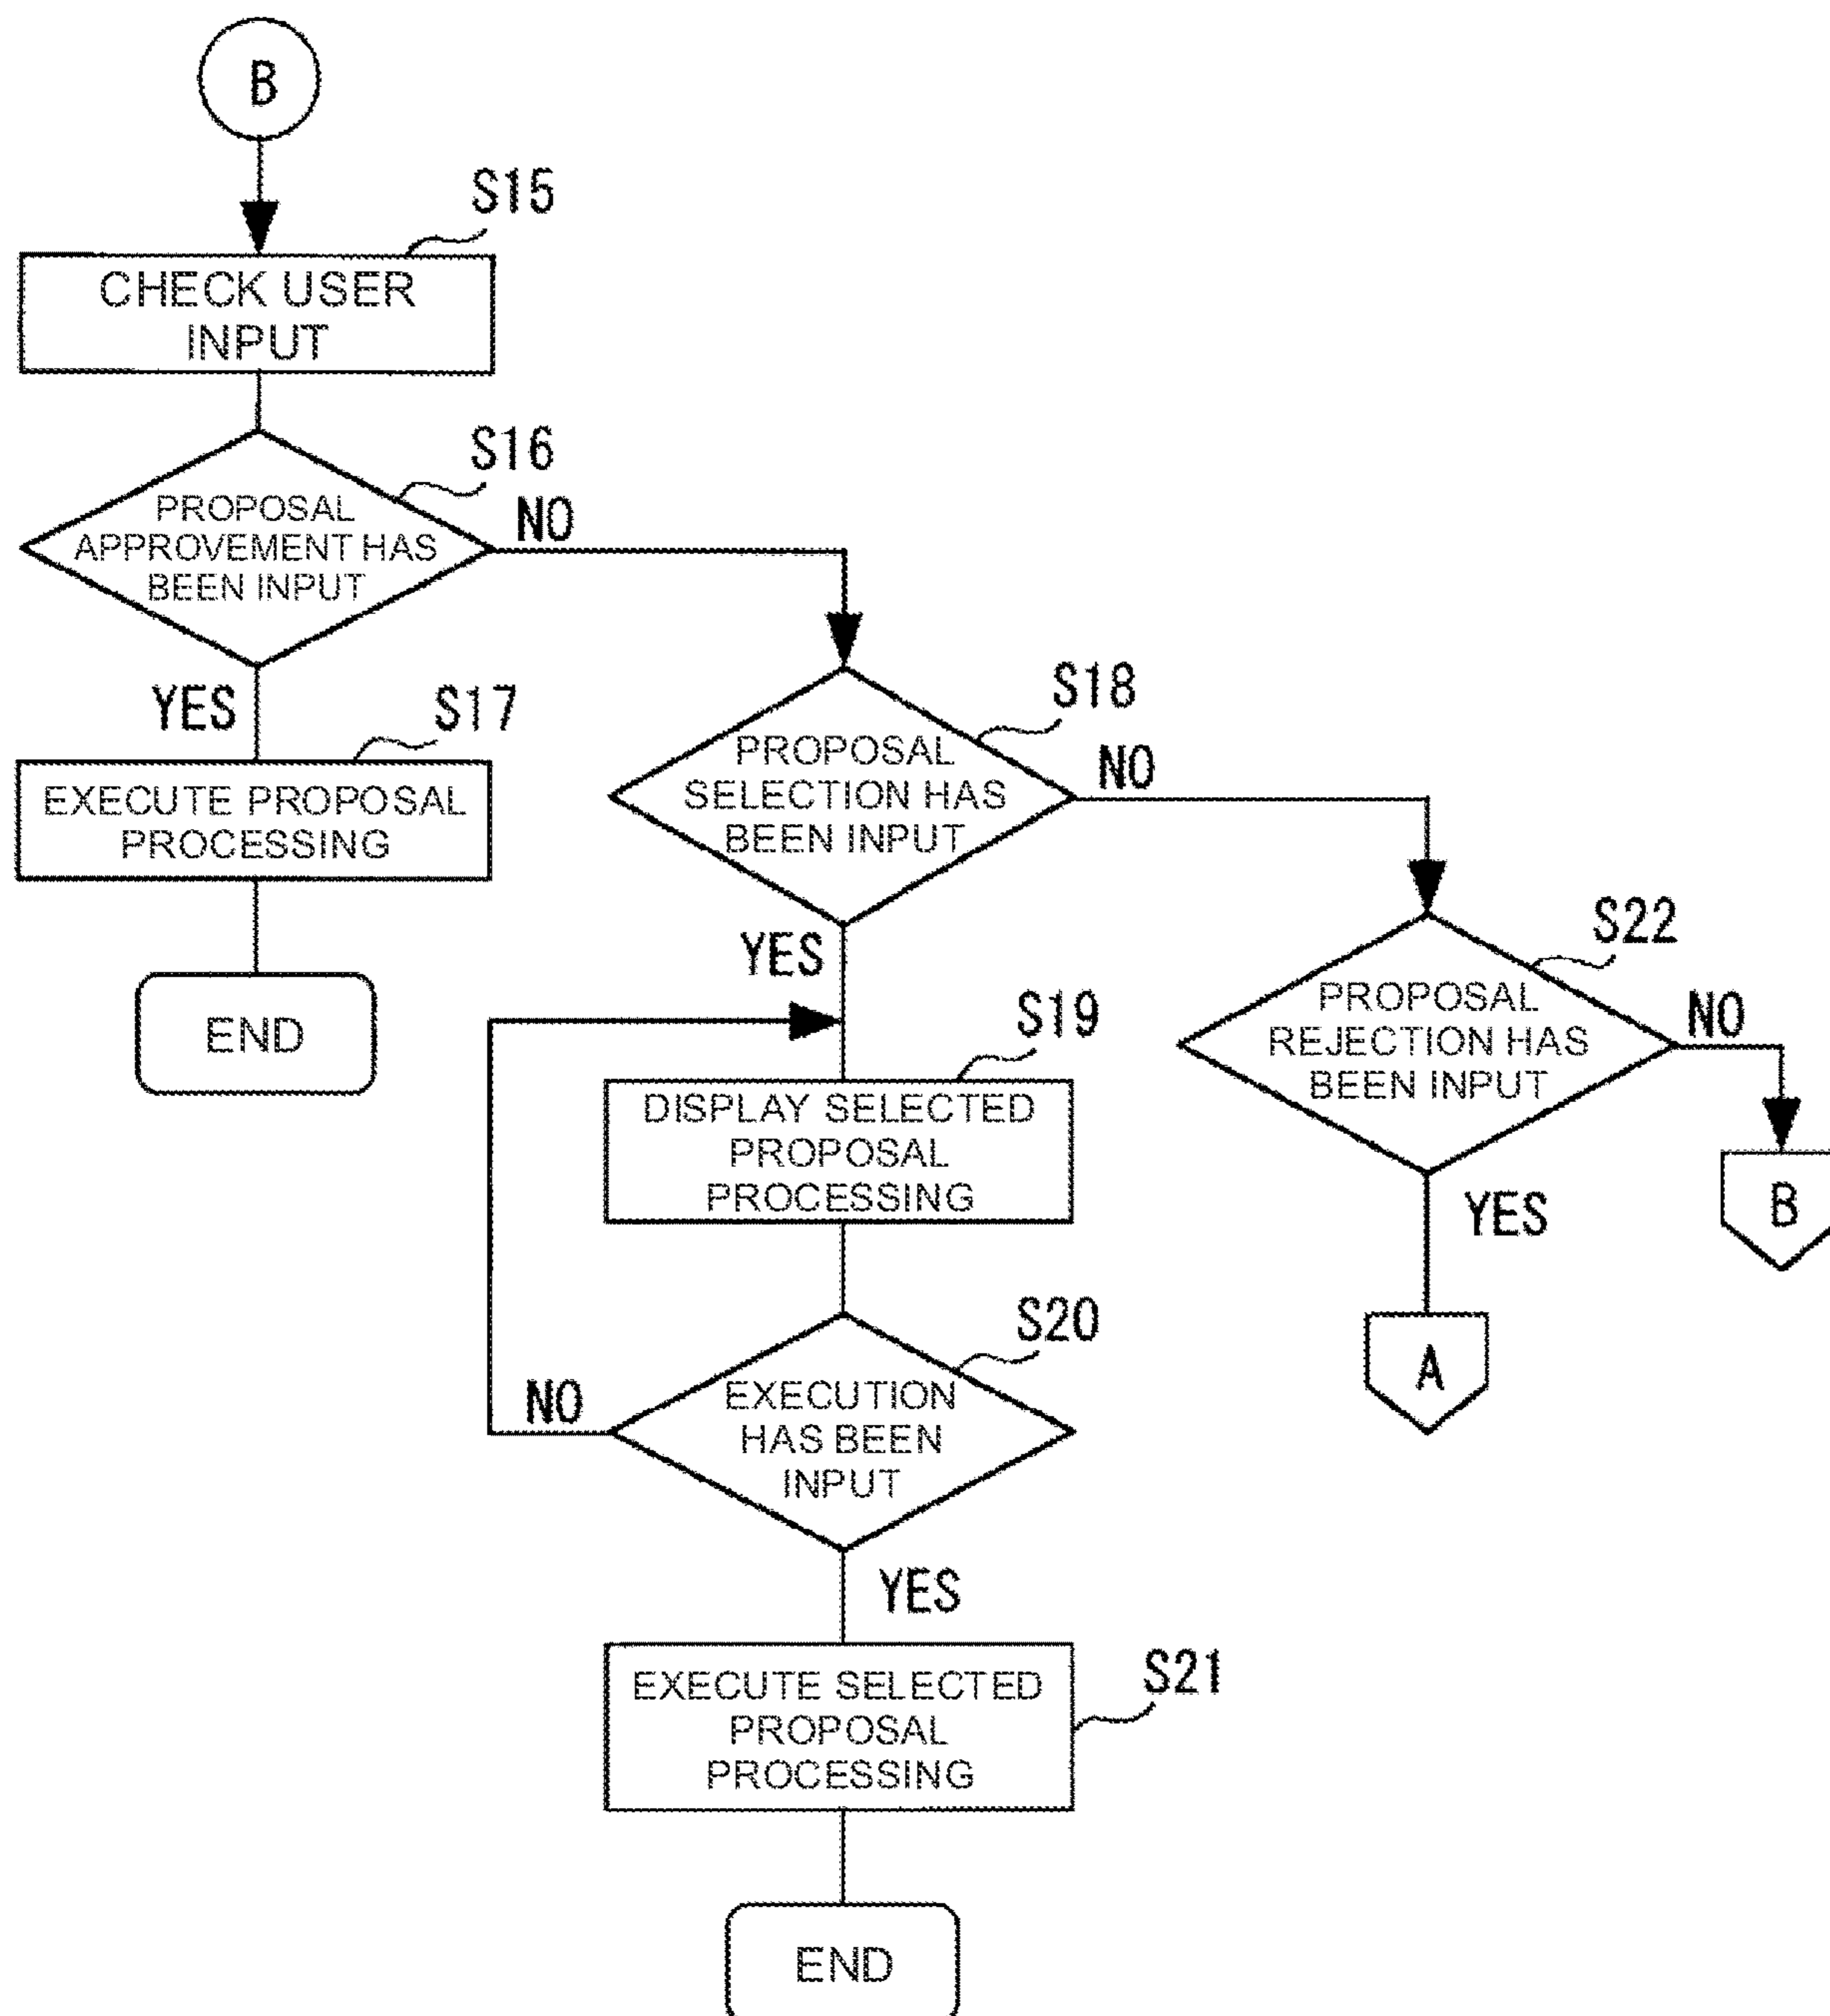 B
S15
CHECK USER
INPUT
S16
PROPOSAL
APPROVEMENT HAS
BEEN INPUT
NO
YES
S17
EXECUTE PROPOSAL
PROCESSING
END
S18
PROPOSAL
SELECTION HAS
BEEN INPUT
NO
YES
S19
DISPLAY SELECTED
PROPOSAL
PROCESSING
S20
EXECUTION
HAS BEEN
INPUT
NO
YES
S21
EXECUTE SELECTED
PROPOSAL
PROCESSING
END
S22
PROPOSAL
REJECTION HAS
BEEN INPUT
NO
B
YES
A